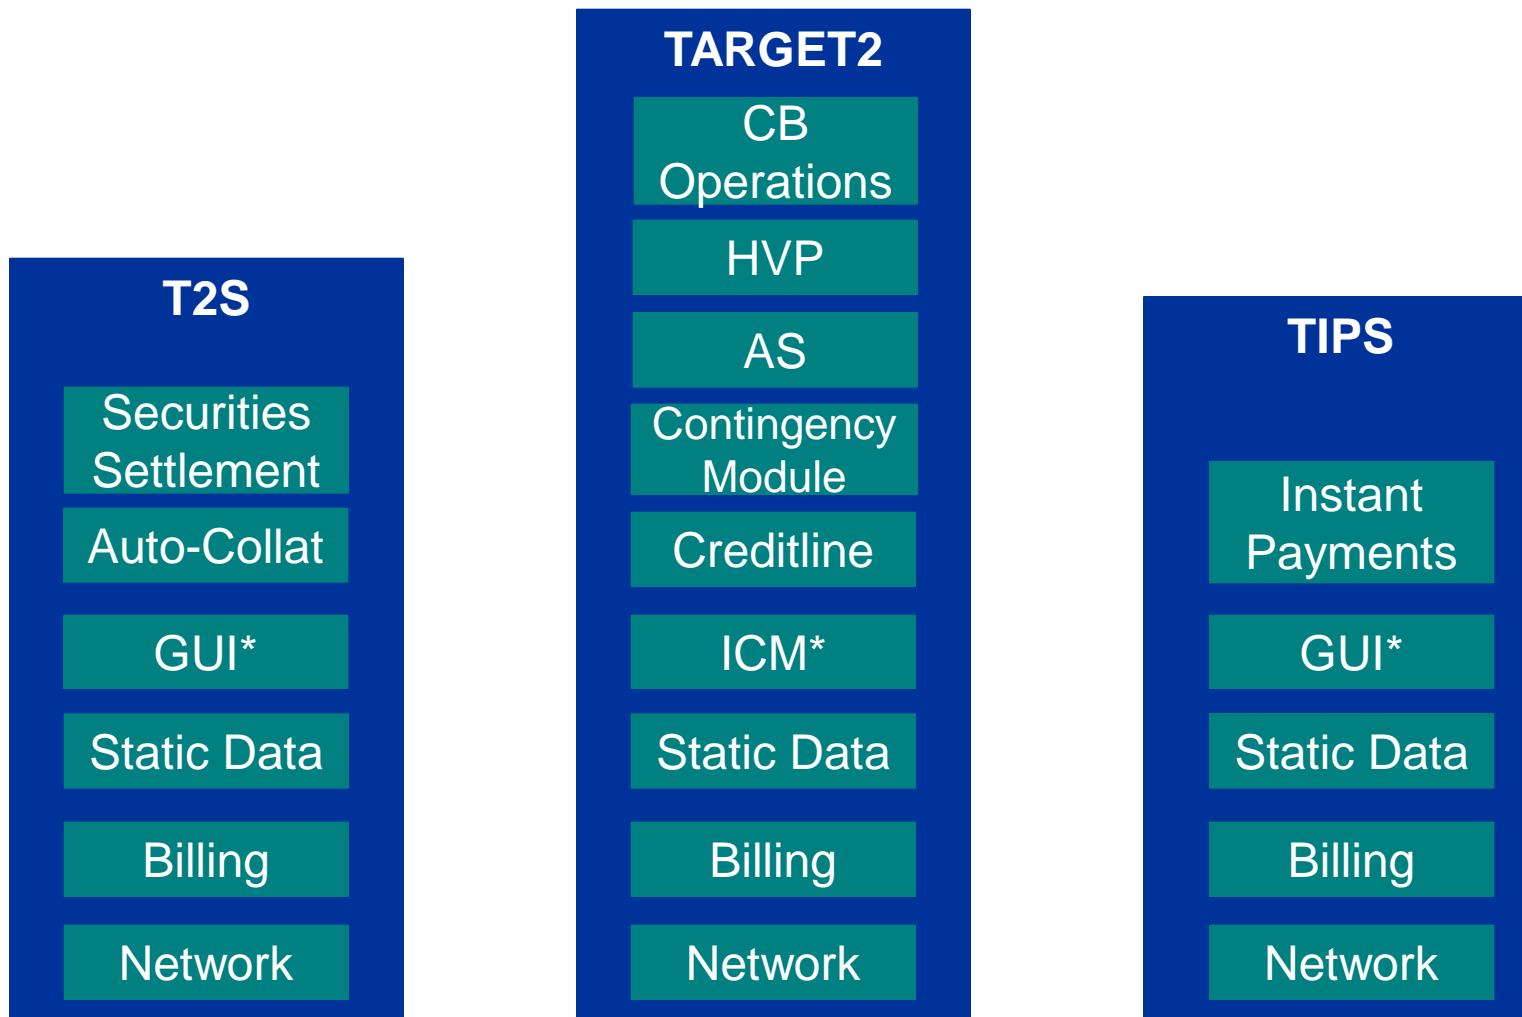 T2S
Securities
Settlement
Auto-Collat
GUI*
Static Data
Billing
Network
TARGET2
CB
Operations
HVP
AS
Contingency
Module
Creditline
ICM*
Static Data
Billing
Network
TIPS
Instant
Payments
GUI*
Static Data
Billing
Network